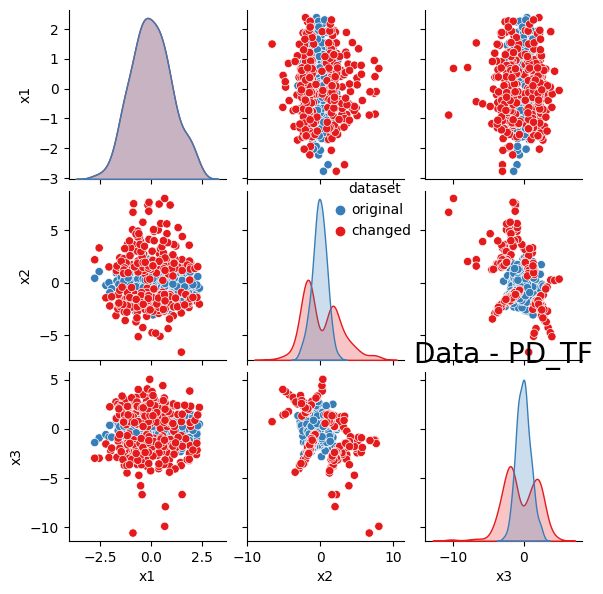 x1
2
1
0
−1
−2
−3
dataset
original
changed
x2
5
0
−5
Data - PD_TF
x3
5
0
−5
−10
−2.5 0.0 2.5
−10 0 10
−10 0
x1 x2 x3